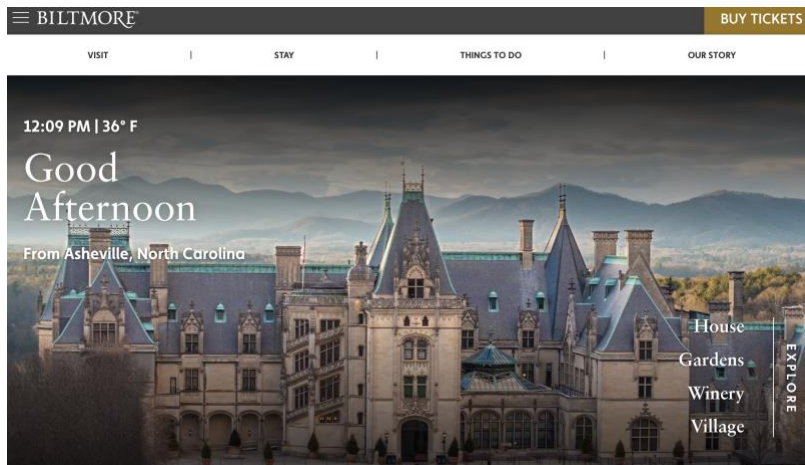 BILTMORE®
BUY TICKETS
VISIT | STAY | THINGS TO DO | OUR STORY
12:09 PM | 36° F
Good
Afternoon
From Asheville, North Carolina
House
Gardens
Winery
Village
EXPLORE